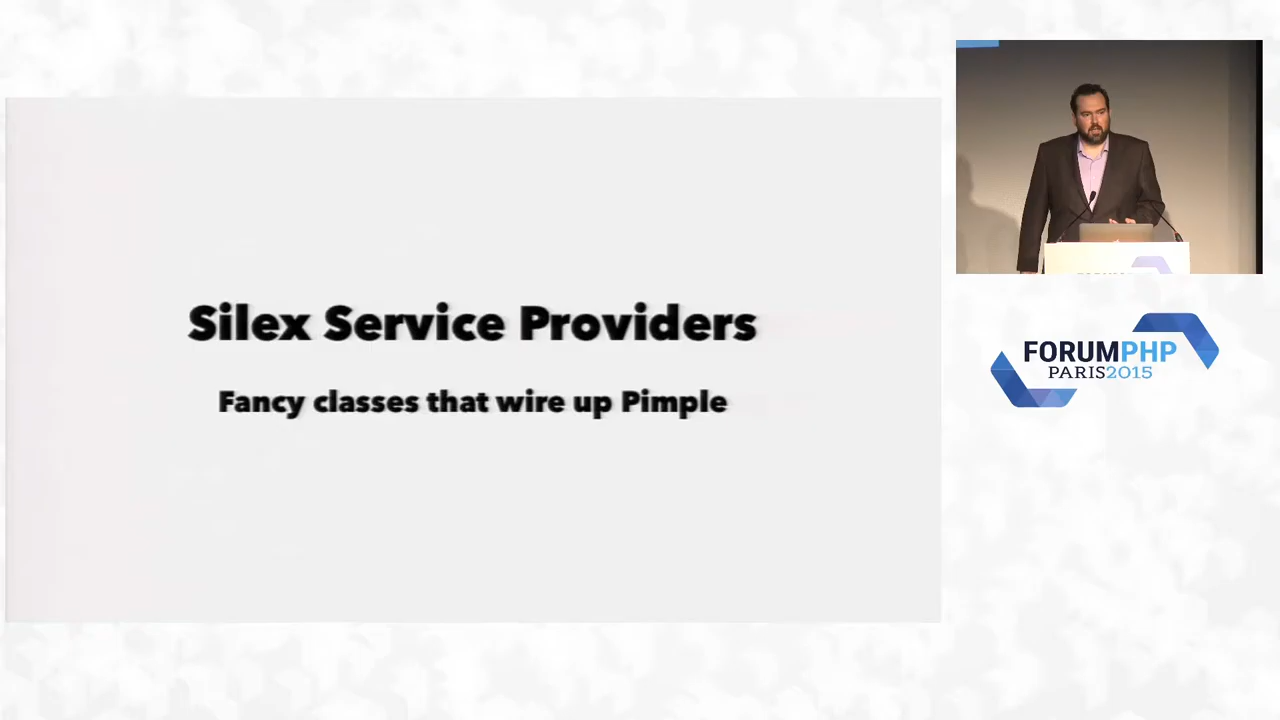 Silex Service Providers
Fancy classes that wire up Pimple
FORUMPHP
PARIS2015